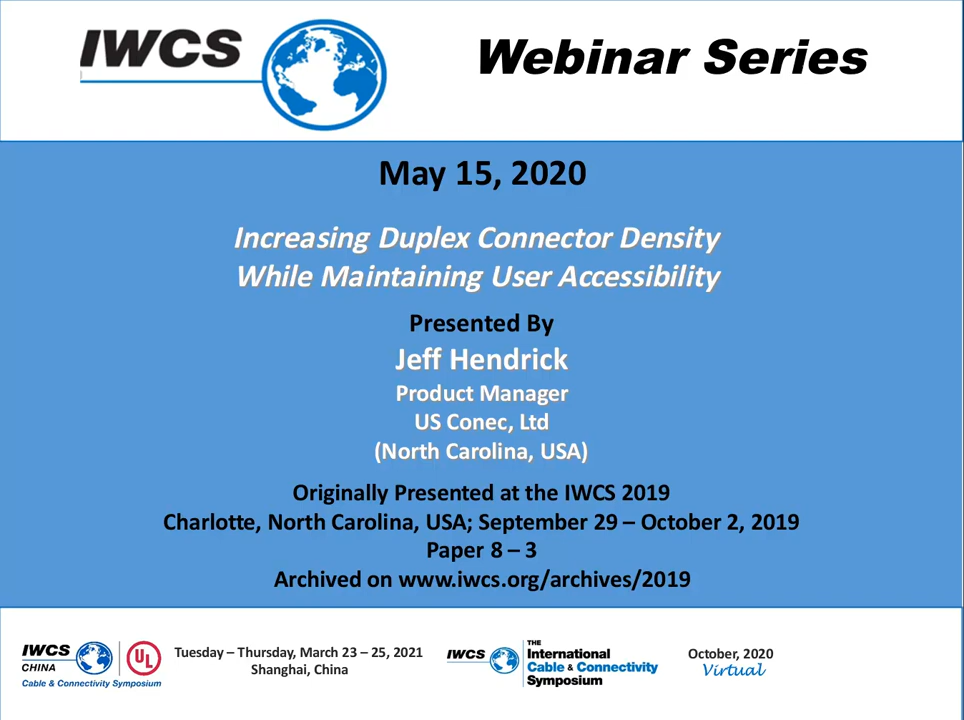 IWCS
Webinar Series
May 15, 2020
Increasing Duplex Connector Density
While Maintaining User Accessibility
Presented By
Jeff Hendrick
Product Manager
US Conec, Ltd
(North Carolina, USA)
Originally Presented at the IWCS 2019
Charlotte, North Carolina, USA; September 29 – October 2, 2019
Paper 8 – 3
Archived on www.iwcs.org/archives/2019
IWCS
CHINA
UL
Cable & Connectivity Symposium
Tuesday – Thursday, March 23 – 25, 2021
Shanghai, China
IWCS
THE
International
Cable & Connectivity
Symposium
October, 2020
Virtual